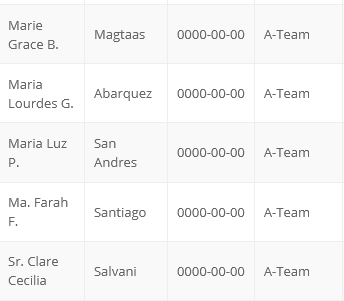 Marie Grace B. Magtaas 0000-00-00 A-Team
Maria Lourdes G. Abarquez 0000-00-00 A-Team
Maria Luz P. San Andres 0000-00-00 A-Team
Ma. Farah F. Santiago 0000-00-00 A-Team
Sr. Clare Cecilia Salvani 0000-00-00 A-Team